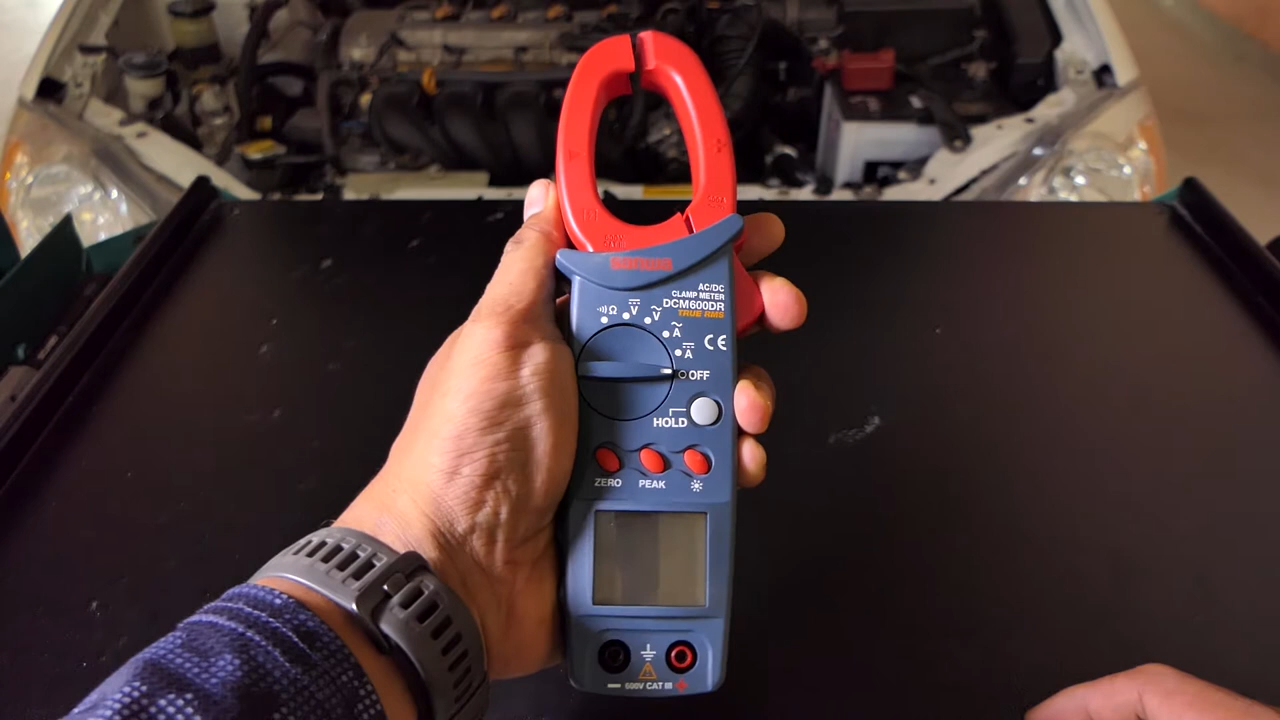 sanwa
AC/DC
CLAMP METER
DCM600DR
TRUE RMS
Ω
V
V
A
A
CE
OFF
HOLD
ZERO
PEAK
600V CAT III